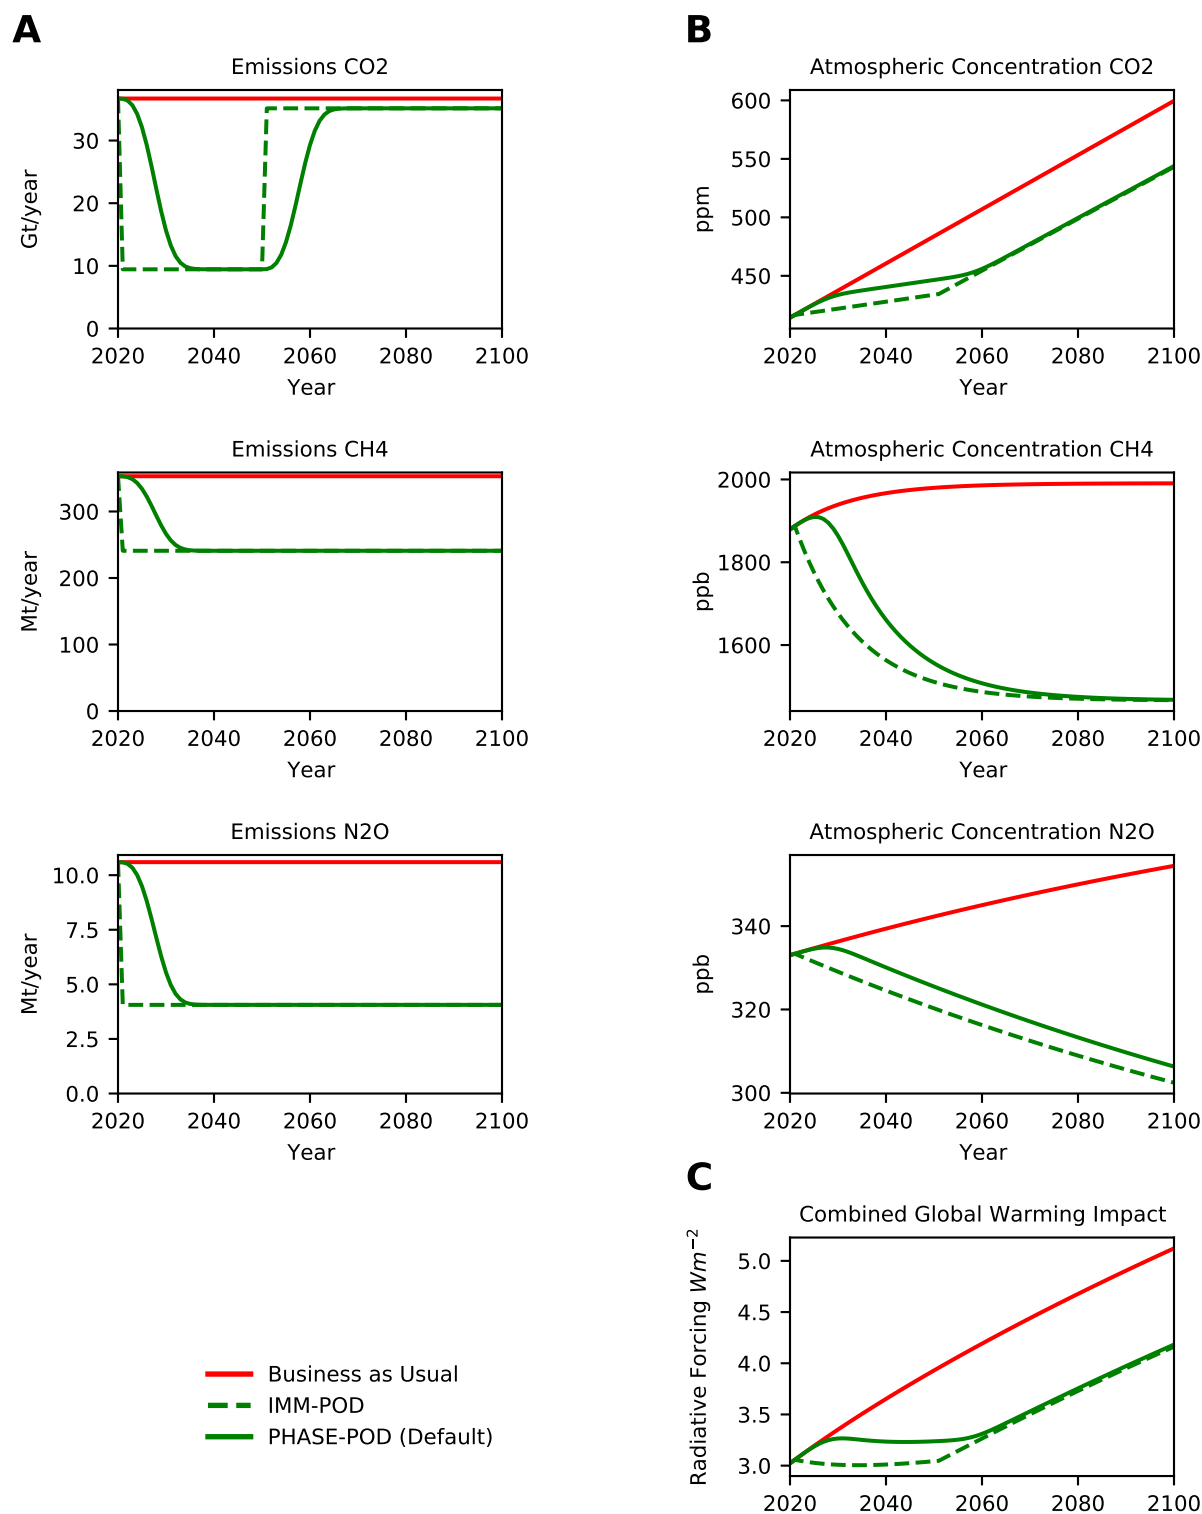 A
Emissions CO2
Gt/year
30
20
10
0
2020 2040 2060 2080 2100
Year
Emissions CH4
Mt/year
300
200
100
0
2020 2040 2060 2080 2100
Year
Emissions N2O
Mt/year
10.0
7.5
5.0
2.5
0.0
2020 2040 2060 2080 2100
Year
Business as Usual
IMM-POD
PHASE-POD (Default)
B
Atmospheric Concentration CO2
ppm
600
550
500
450
2020 2040 2060 2080 2100
Year
Atmospheric Concentration CH4
ppb
2000
1800
1600
2020 2040 2060 2080 2100
Year
Atmospheric Concentration N2O
ppb
340
320
300
2020 2040 2060 2080 2100
Year
C
Combined Global Warming Impact
Radiative Forcing Wm⁻²
5.0
4.5
4.0
3.5
3.0
2020 2040 2060 2080 2100